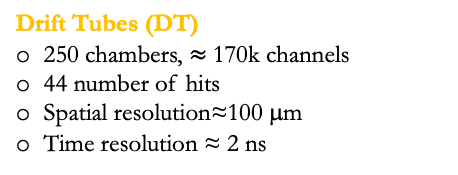 Drift Tubes (DT)
o 250 chambers, ≈ 170k channels
o 44 number of hits
o Spatial resolution≈100 μm
o Time resolution ≈ 2 ns